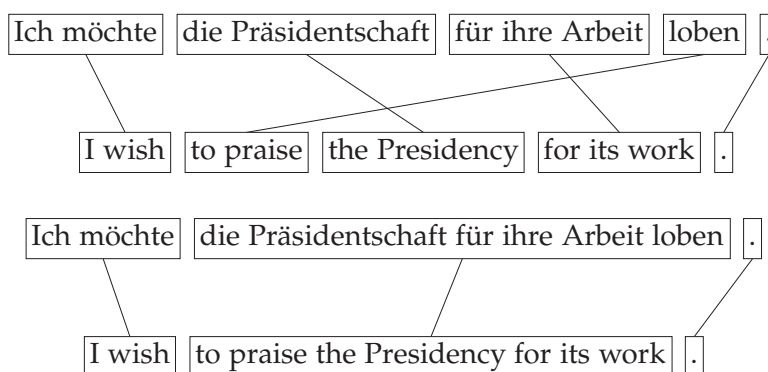 Ich möchte die Präsidentschaft für ihre Arbeit loben .
I wish to praise the Presidency for its work .
Ich möchte die Präsidentschaft für ihre Arbeit loben .
I wish to praise the Presidency for its work .